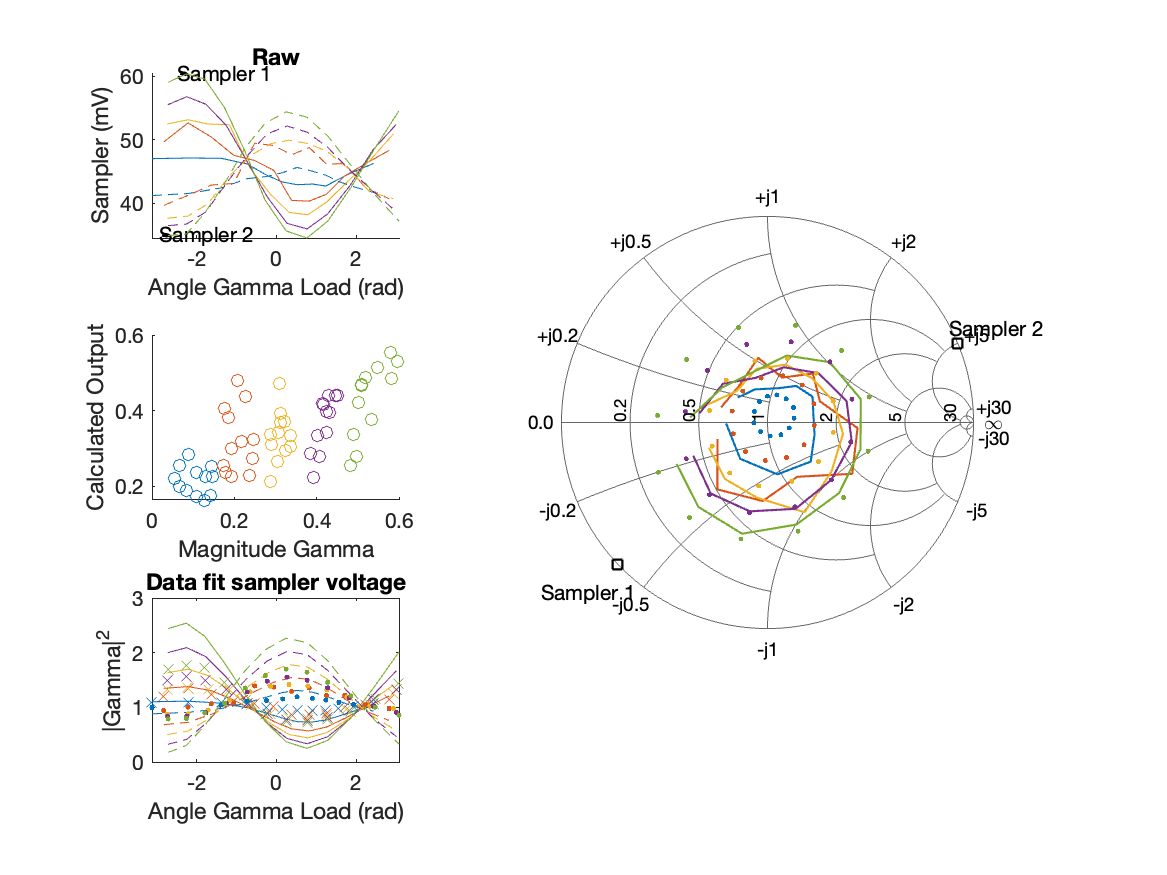 Raw
Sampler 1
Sampler 2
Sampler (mV)
60
50
40
-2
0
2
Angle Gamma Load (rad)
Calculated Output
0.6
0.4
0.2
0
0.2
0.4
0.6
Magnitude Gamma
Data fit sampler voltage
|Gamma|²
3
2
1
0
-2
0
2
Angle Gamma Load (rad)
+j1
+j0.5
+j2
+j0.2
Sampler 2
+j5
0.0
0.2
0.5
1
2
5
30
+j30
∞
-j30
-j0.2
-j5
Sampler 1
-j0.5
-j2
-j1